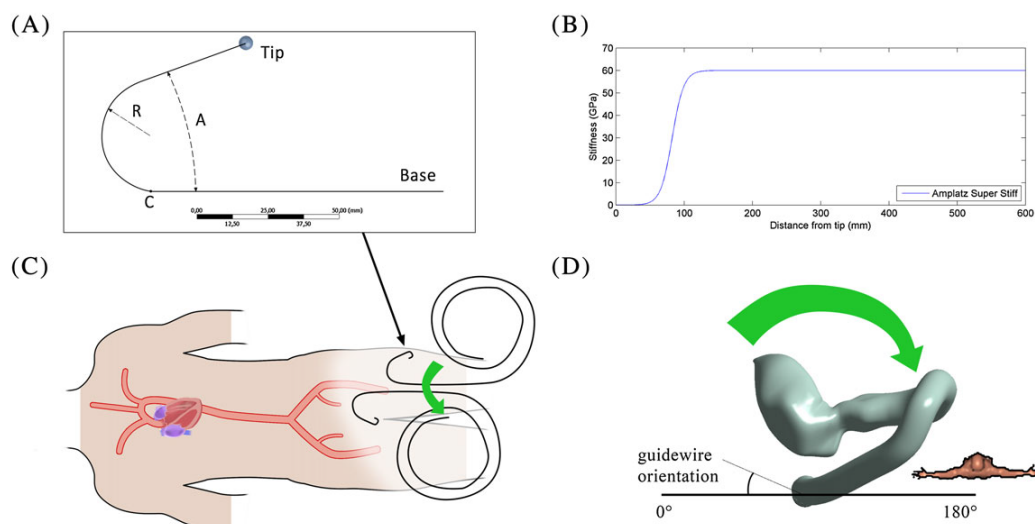 (A)
Tip
R
A
Base
C
0,00
25,00
50,00 (mm)
12,50
37,50
(B)
70
60
50
40
30
20
10
0
Stiffness (GPa)
0
100
200
300
400
500
600
Distance from tip (mm)
Amplatz Super Stiff
(C)
(D)
guidewire
orientation
0°
180°